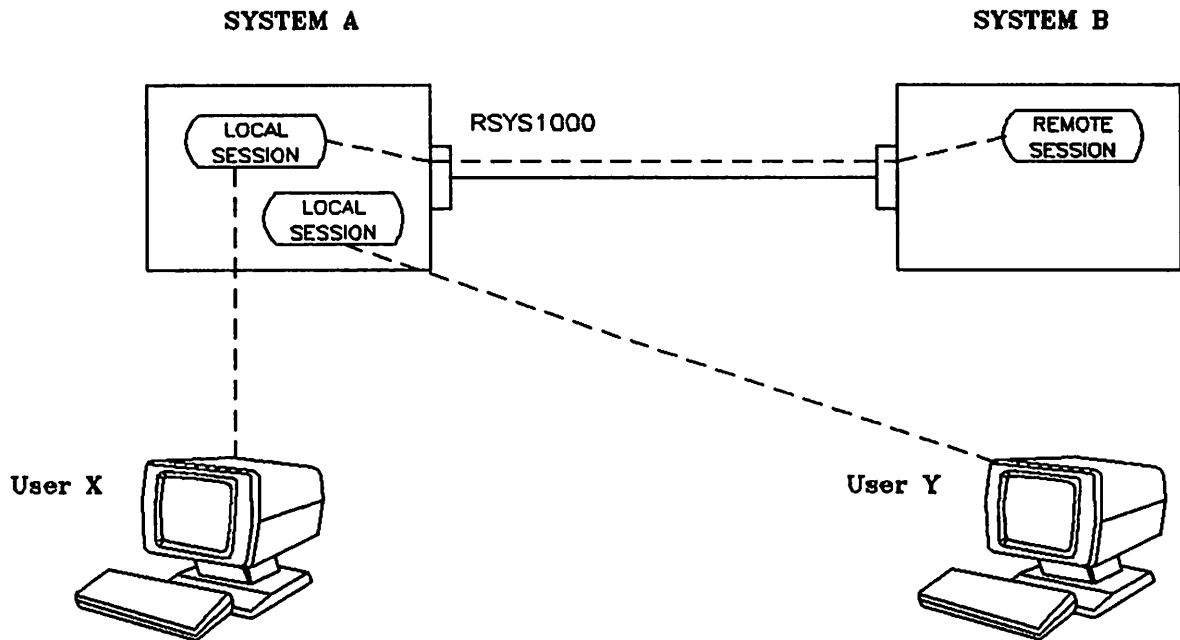 SYSTEM A
SYSTEM B
LOCAL
SESSION
RSYS1000
REMOTE
SESSION
LOCAL
SESSION
User X
User Y